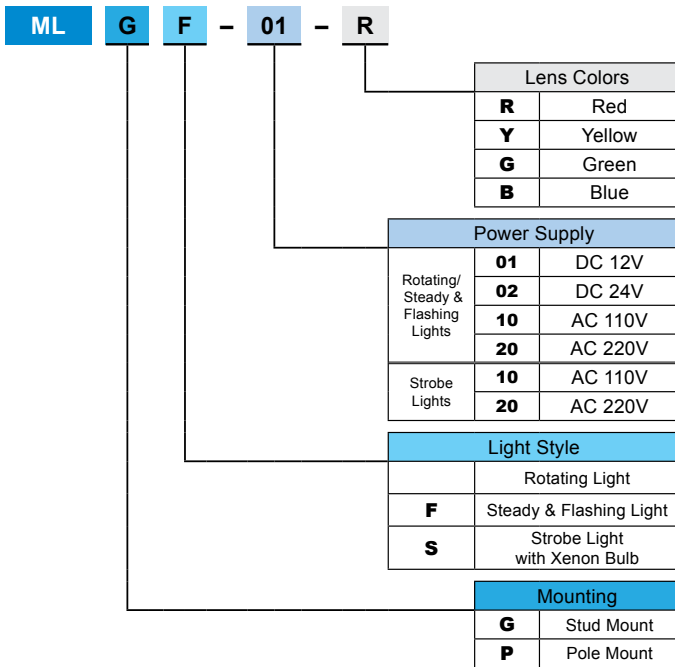 ML G F – 01 – R
Lens Colors
R Red
Y Yellow
G Green
B Blue
Power Supply
Rotating/
Steady &
Flashing
Lights
01 DC 12V
02 DC 24V
10 AC 110V
20 AC 220V
Strobe
Lights
10 AC 110V
20 AC 220V
Light Style
Rotating Light
F Steady & Flashing Light
S Strobe Light
with Xenon Bulb
Mounting
G Stud Mount
P Pole Mount